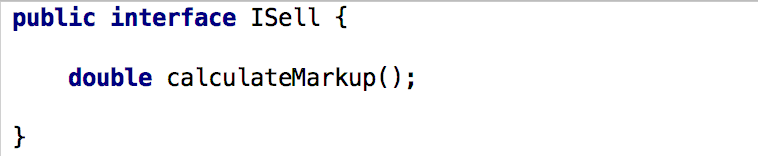 public interface ISell {
    double calculateMarkup();
}